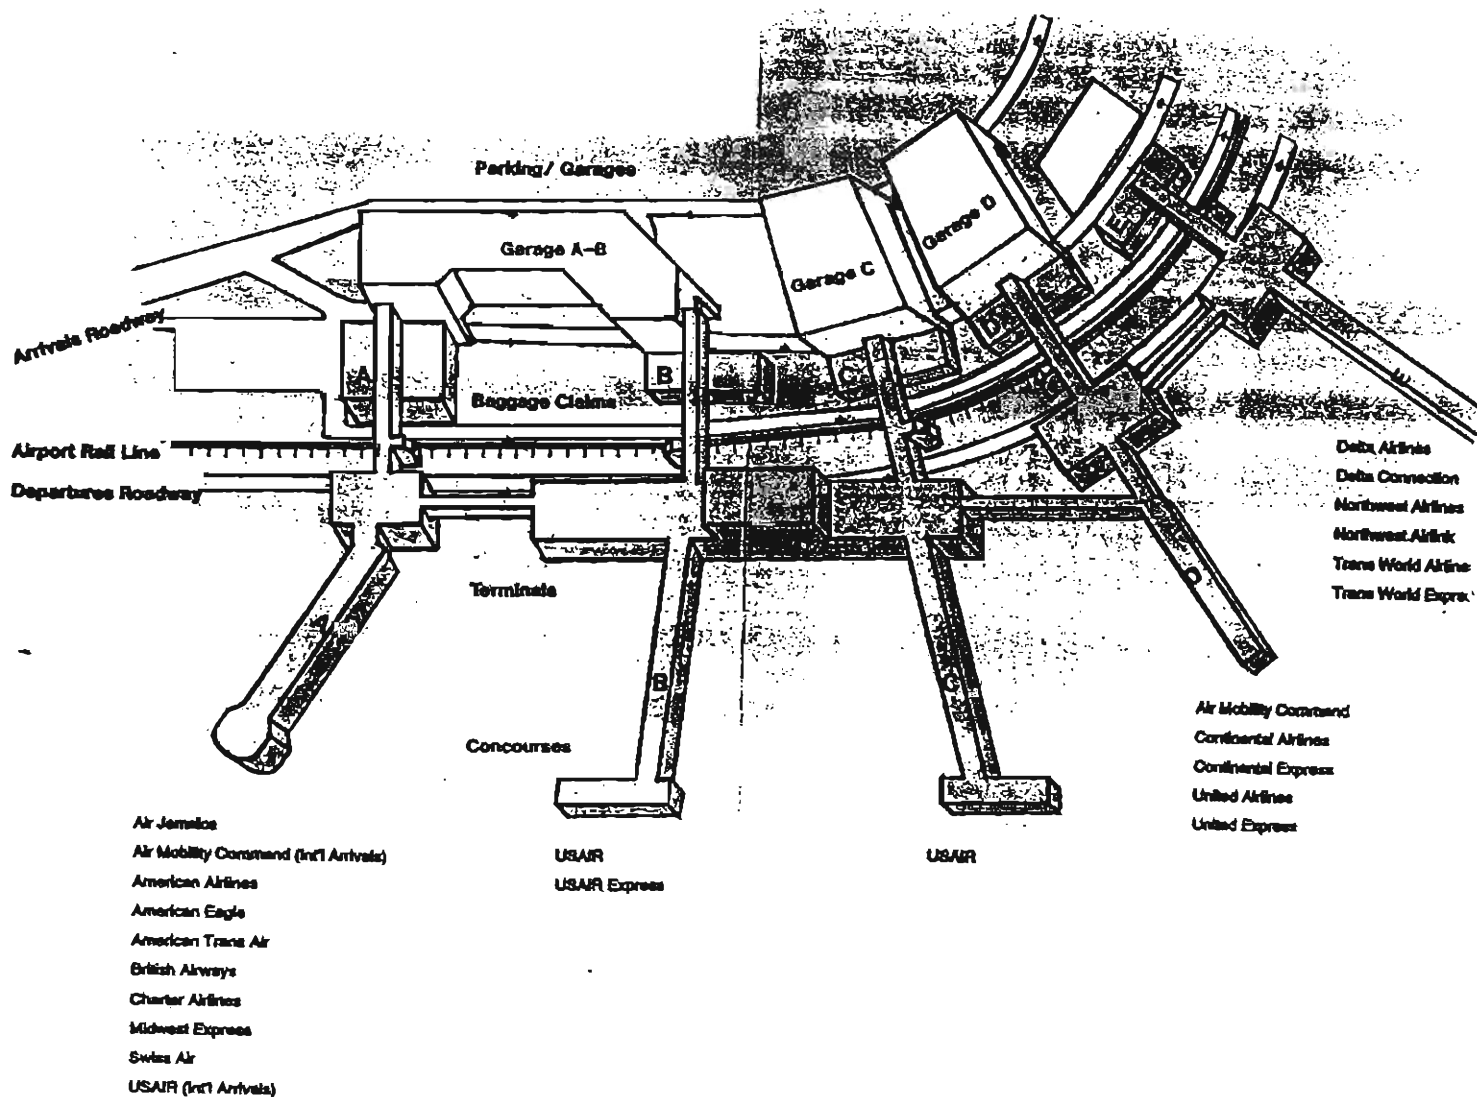 Parking/ Garages
Garage A-B
Garage C
Garage D
Arrivals Roadway
A
B
C
D
E
Baggage Claims
Airport Rail Line
Departures Roadway
Terminals
A
B
C
D
E
Concourses
Delta Airlines
Delta Connection
Northwest Airlines
Northwest Airlink
Trans World Airline
Trans World Expres
Air Mobility Command
Continental Airlines
Continental Express
United Airlines
United Express
Air Jamaica
Air Mobility Command (Int'l Arrivals)
American Airlines
American Eagle
American Trans Air
British Airways
Charter Airlines
Midwest Express
Swiss Air
USAIR (Int'l Arrivals)
USAIR
USAIR Express
USAIR